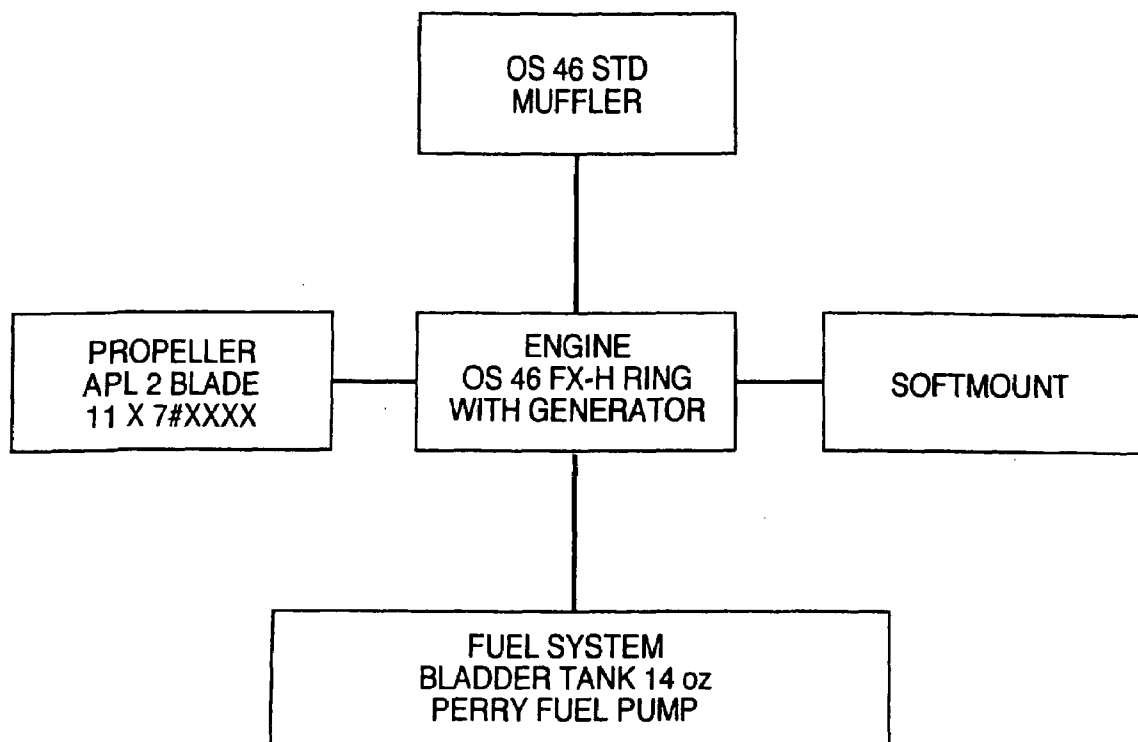 OS 46 STD
MUFFLER
PROPELLER
APL 2 BLADE
11 X 7#XXXX
ENGINE
OS 46 FX-H RING
WITH GENERATOR
SOFTMOUNT
FUEL SYSTEM
BLADDER TANK 14 oz
PERRY FUEL PUMP